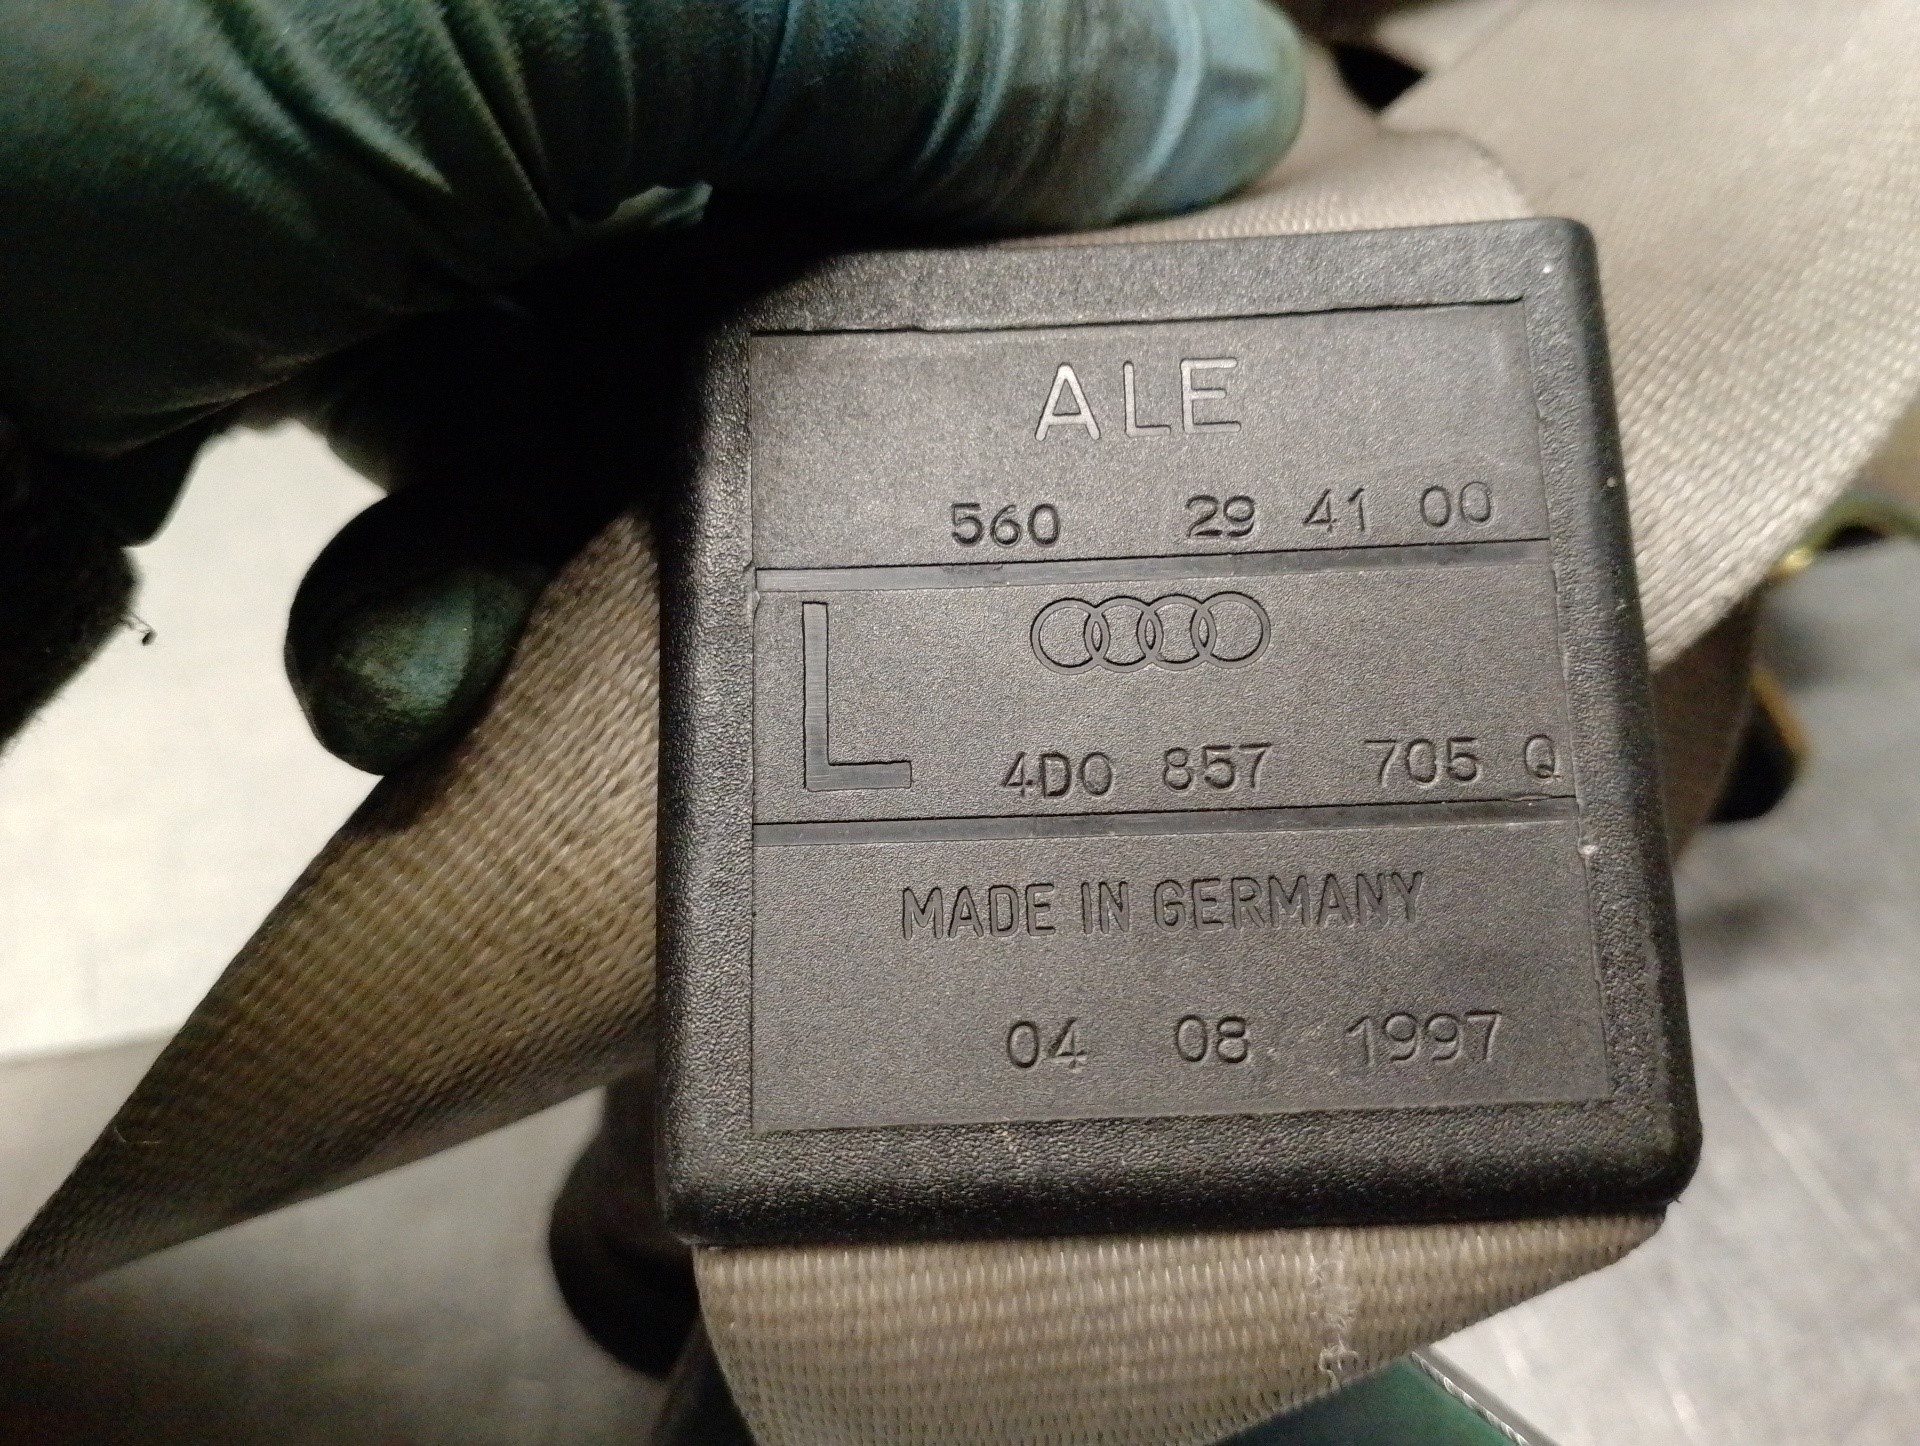 ALE
560 29 41 00
L
4D0 857 705 Q
MADE IN GERMANY
04 08 1997